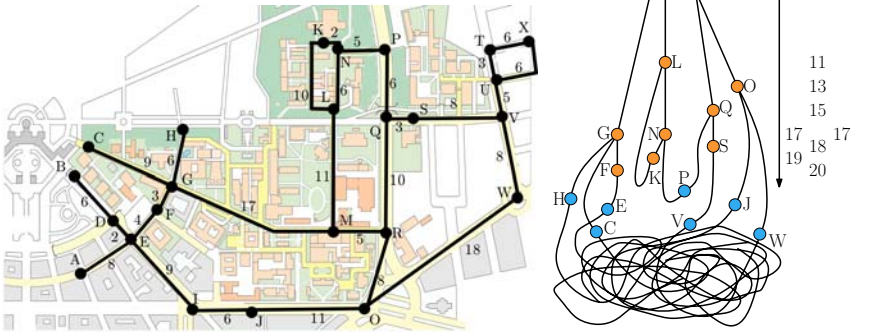 K 2
5 P
T 6 X
N
3 6
10 L 6 6
U
S 8 5
Q 3 V
H
C
9 6
B
G
8
6 3
11 10
D 4 F
17 W
2 E
M 5 R
A 8
9
18
8
I
6 J 11 O
L
O
Q
G N S
F K
P
H E J
C V W
11
13
15
17 17
18
19
20